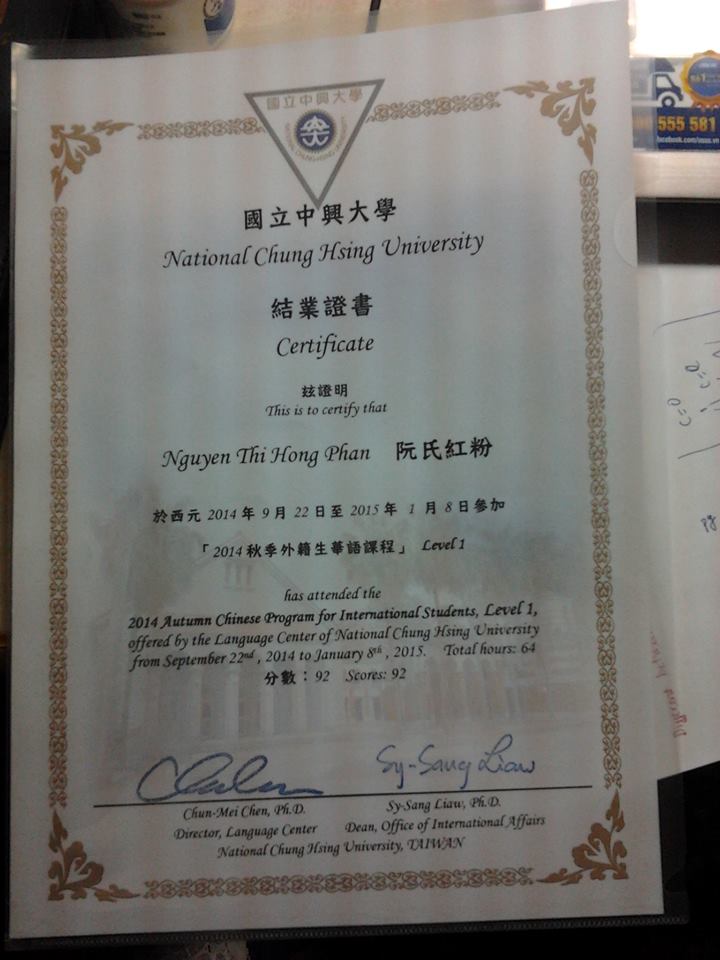 國立中興大學
NATIONAL CHUNG HSING UNIVERSITY
國立中興大學
National Chung Hsing University
結業證書
Certificate
玆證明
This is to certify that
Nguyen Thi Hong Phan 阮氏紅粉
於西元 2014 年 9 月 22 日至 2015 年 1 月 8 日參加
「2014 秋季外籍生華語課程」 Level 1
has attended the
2014 Autumn Chinese Program for International Students, Level 1,
offered by the Language Center of National Chung Hsing University
from September 22nd, 2014 to January 8th, 2015. Total hours: 64
分數：92 Scores: 92
Sy-Sang Liaw
Chun-Mei Chen, Ph.D.
Sy-Sang Liaw, Ph.D.
Director, Language Center
Dean, Office of International Affairs
National Chung Hsing University, TAIWAN
555 581